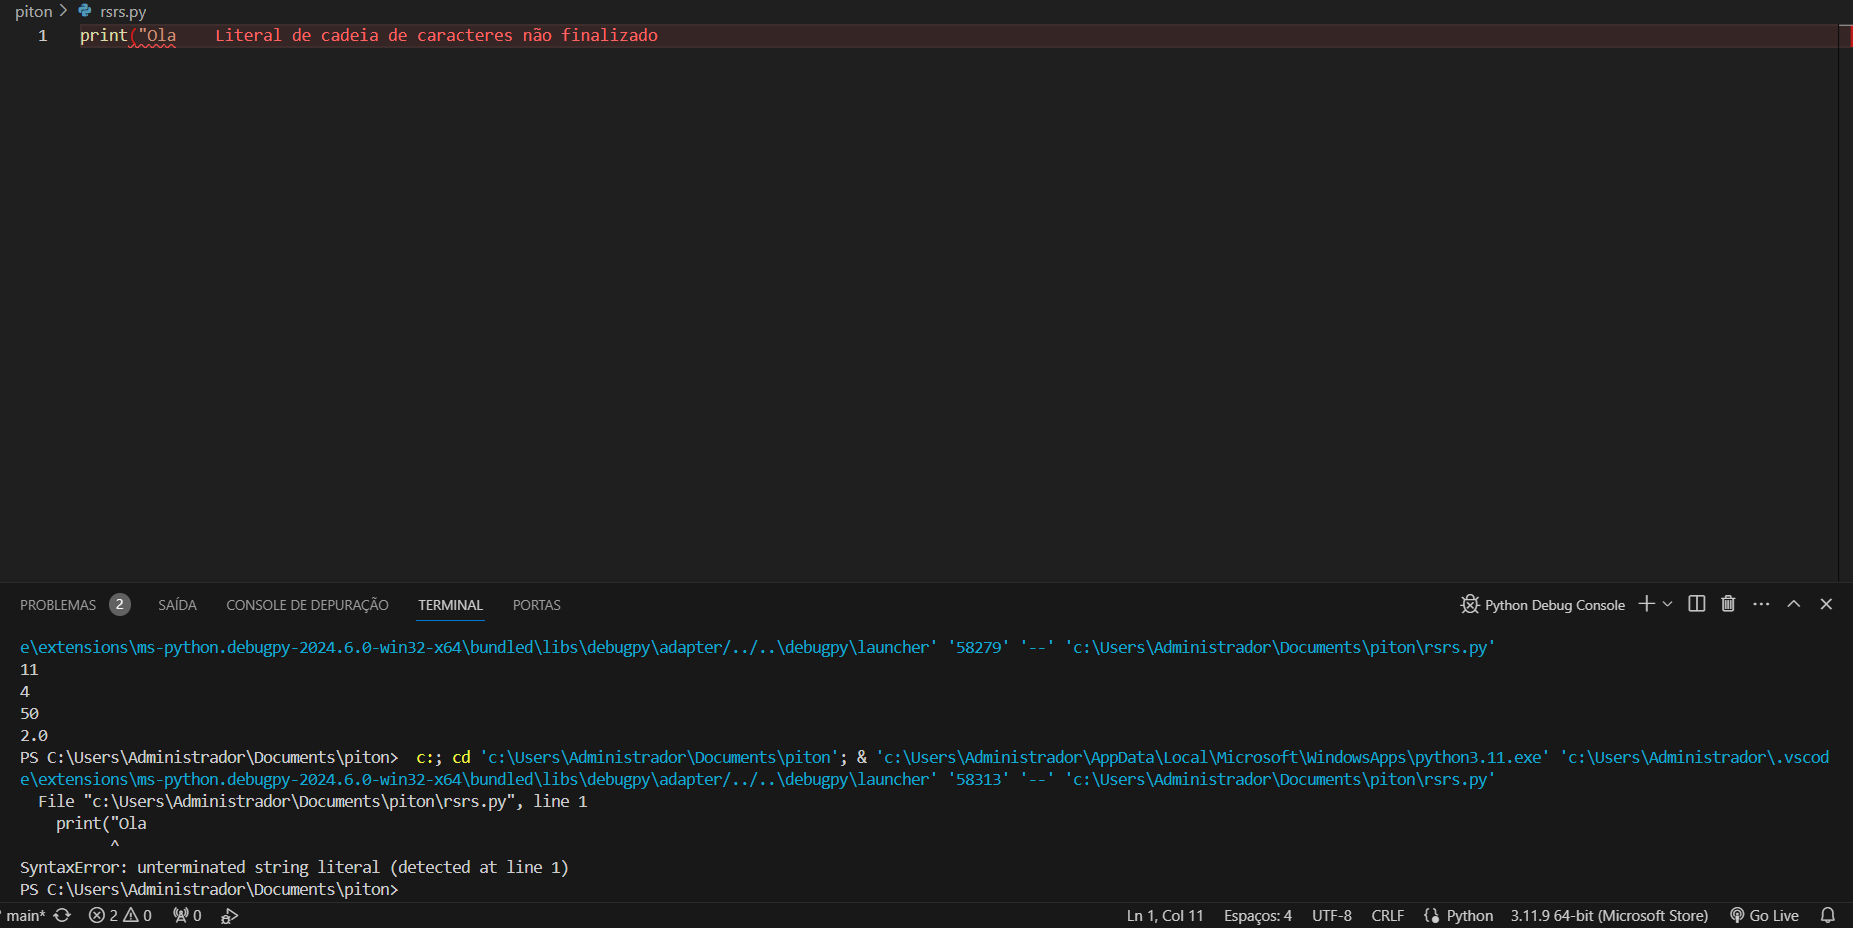 piton > rsrs.py
1 print("Ola Literal de cadeia de caracteres não finalizado
PROBLEMAS 2 SAÍDA CONSOLE DE DEPURAÇÃO TERMINAL PORTAS Python Debug Console
e\extensions\ms-python.debugpy-2024.6.0-win32-x64\bundled\libs\debugpy\adapter/../..\debugpy\launcher' '58279' '--' 'c:\Users\Administrador\Documents\piton\rsrs.py'
11
4
50
2.0
PS C:\Users\Administrador\Documents\piton>  c:; cd 'c:\Users\Administrador\Documents\piton'; & 'c:\Users\Administrador\AppData\Local\Microsoft\WindowsApps\python3.11.exe' 'c:\Users\Administrador\.vscod
e\extensions\ms-python.debugpy-2024.6.0-win32-x64\bundled\libs\debugpy\adapter/../..\debugpy\launcher' '58313' '--' 'c:\Users\Administrador\Documents\piton\rsrs.py'
  File "c:\Users\Administrador\Documents\piton\rsrs.py", line 1
    print("Ola
          ^
SyntaxError: unterminated string literal (detected at line 1)
PS C:\Users\Administrador\Documents\piton>
main* 2 0 0 Ln 1, Col 11 Espaços: 4 UTF-8 CRLF Python 3.11.9 64-bit (Microsoft Store) Go Live